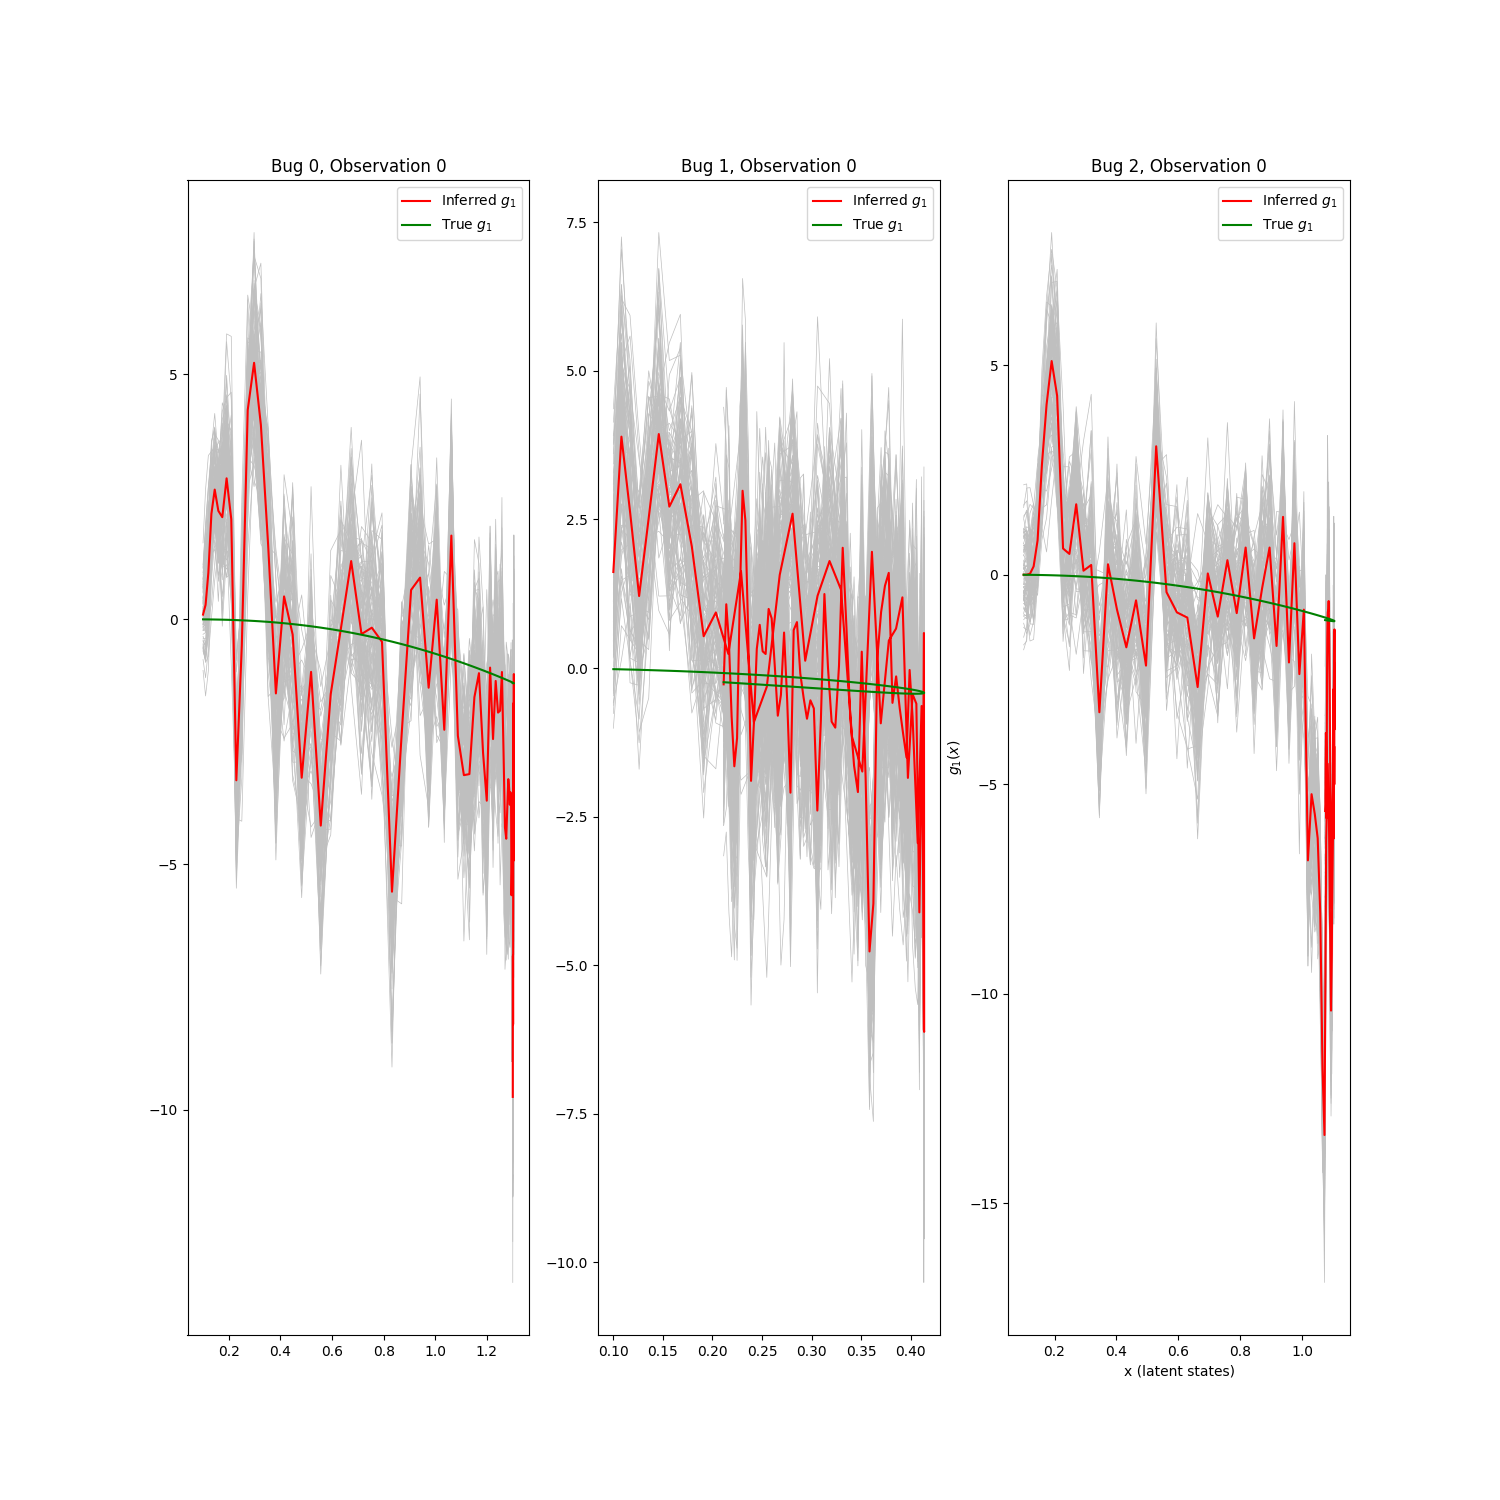 Bug 0, Observation 0
Inferred g₁
True g₁
5
0
−5
−10
0.2 0.4 0.6 0.8 1.0 1.2
Bug 1, Observation 0
Inferred g₁
True g₁
7.5
5.0
2.5
0.0
−2.5
−5.0
−7.5
−10.0
0.10 0.15 0.20 0.25 0.30 0.35 0.40
Bug 2, Observation 0
Inferred g₁
True g₁
g₁(x)
5
0
−5
−10
−15
0.2 0.4 0.6 0.8 1.0
x (latent states)